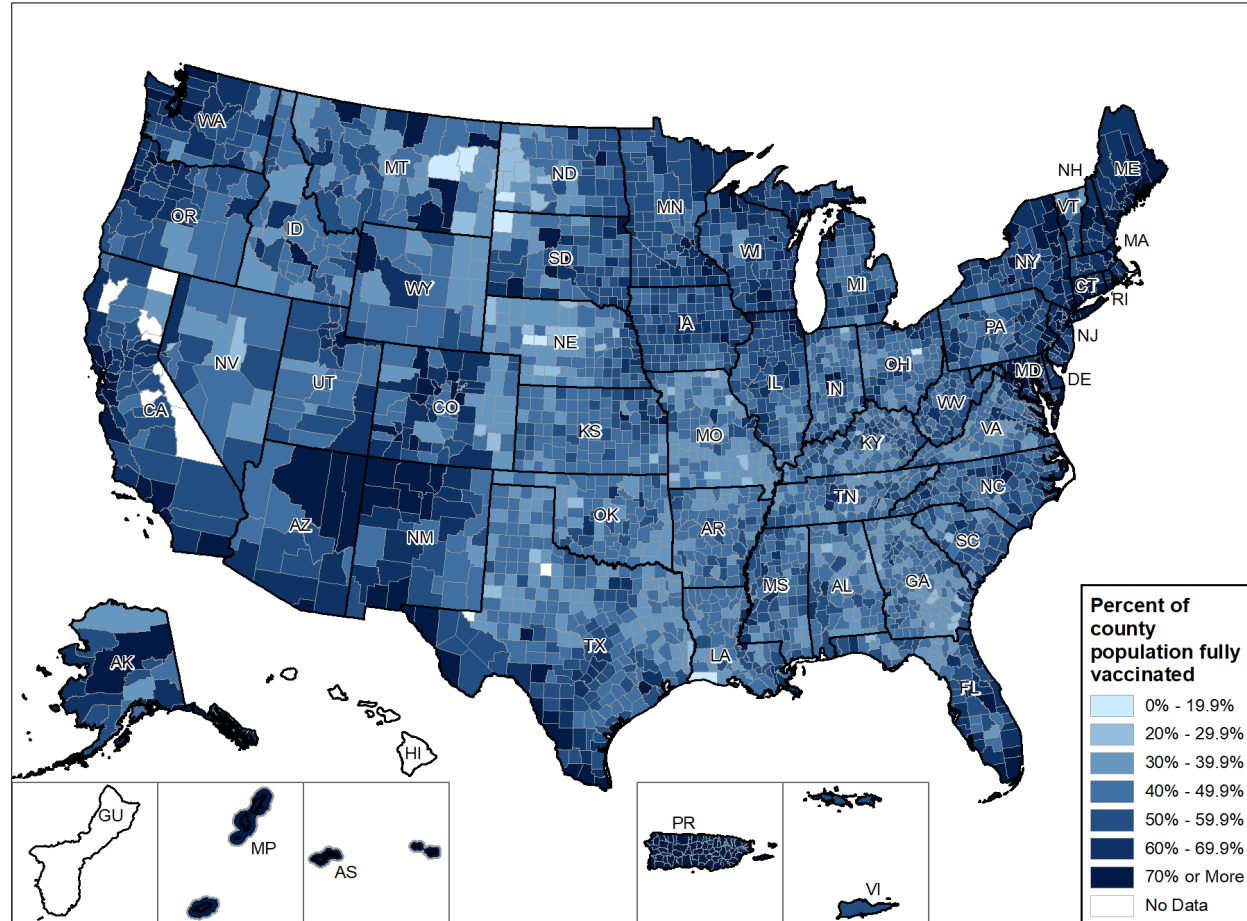 WA
MT
ND
MN
OR
ID
WY
SD
WI
MI
NY
VT
NH
ME
MA
CT
RI
NJ
PA
NV
UT
CO
NE
IA
IL
IN
OH
MD
DE
WV
VA
CA
KS
MO
KY
AZ
NM
OK
AR
TN
NC
SC
MS
AL
GA
TX
LA
FL
AK
HI
GU
MP
AS
PR
VI
Percent of
county
population fully
vaccinated
0% - 19.9%
20% - 29.9%
30% - 39.9%
40% - 49.9%
50% - 59.9%
60% - 69.9%
70% or More
No Data